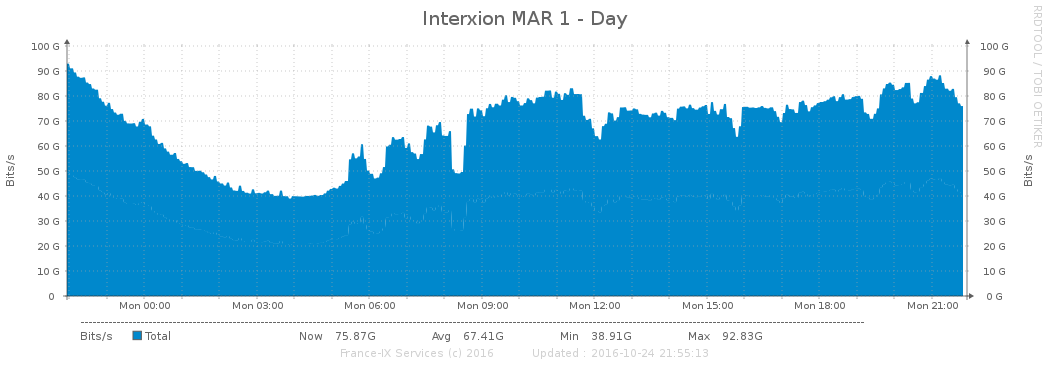 Interxion MAR 1 - Day
RRDTOOL / TOBI OETIKER
100 G 100 G
90 G 90 G
80 G 80 G
70 G 70 G
60 G 60 G
50 G 50 G
40 G 40 G
30 G 30 G
20 G 20 G
10 G 10 G
0 0 G
Bits/s
Bits/s
Mon 00:00 Mon 03:00 Mon 06:00 Mon 09:00 Mon 12:00 Mon 15:00 Mon 18:00 Mon 21:00
Bits/s Total Now 75.87G Avg 67.41G Min 38.91G Max 92.83G
France-IX Services (c) 2016 Updated : 2016-10-24 21:55:13